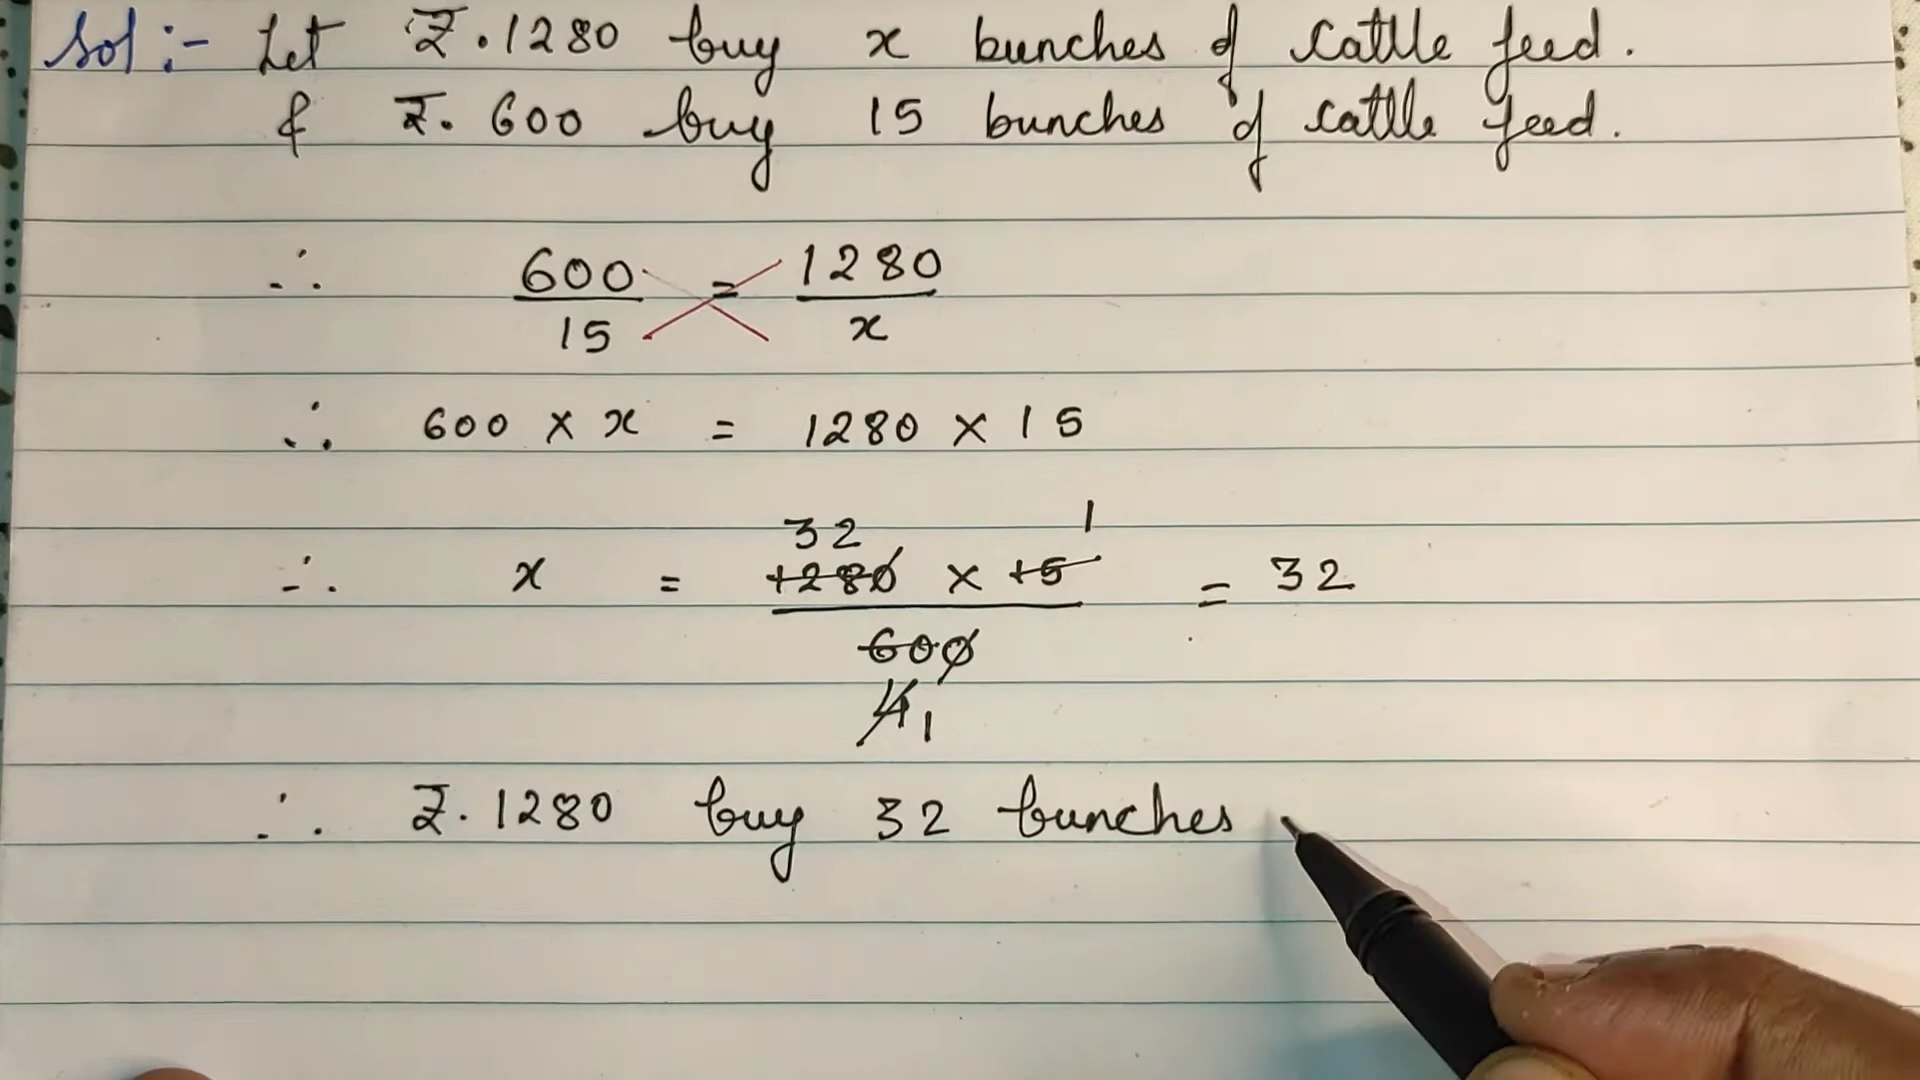 Sol :- Let ₹. 1280 buy x bunches of cattle feed.
& ₹. 600 buy 15 bunches of cattle feed.
∴ 600/15 = 1280/x
∴ 600 × x = 1280 × 15
32 1
∴ x = 1280 × 15 / 600 = 32
4 1
∴ ₹. 1280 buy 32 bunches